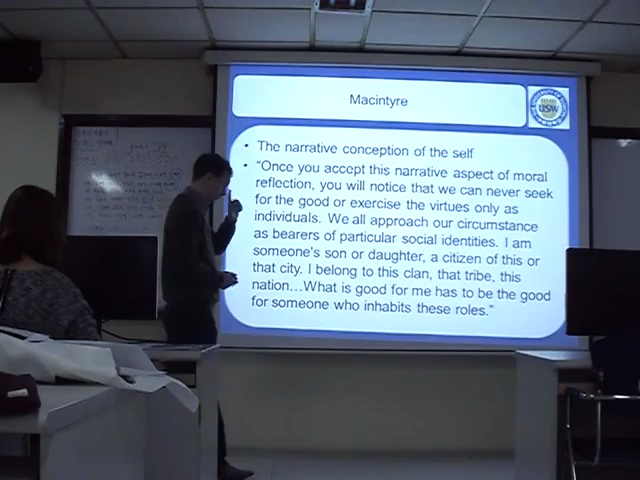 Macintyre
USW
• The narrative conception of the self
• “Once you accept this narrative aspect of moral
reflection, you will notice that we can never seek
for the good or exercise the virtues only as
individuals. We all approach our circumstance
as bearers of particular social identities. I am
someone's son or daughter, a citizen of this or
that city. I belong to this clan, that tribe, this
nation…What is good for me has to be the good
for someone who inhabits these roles.”